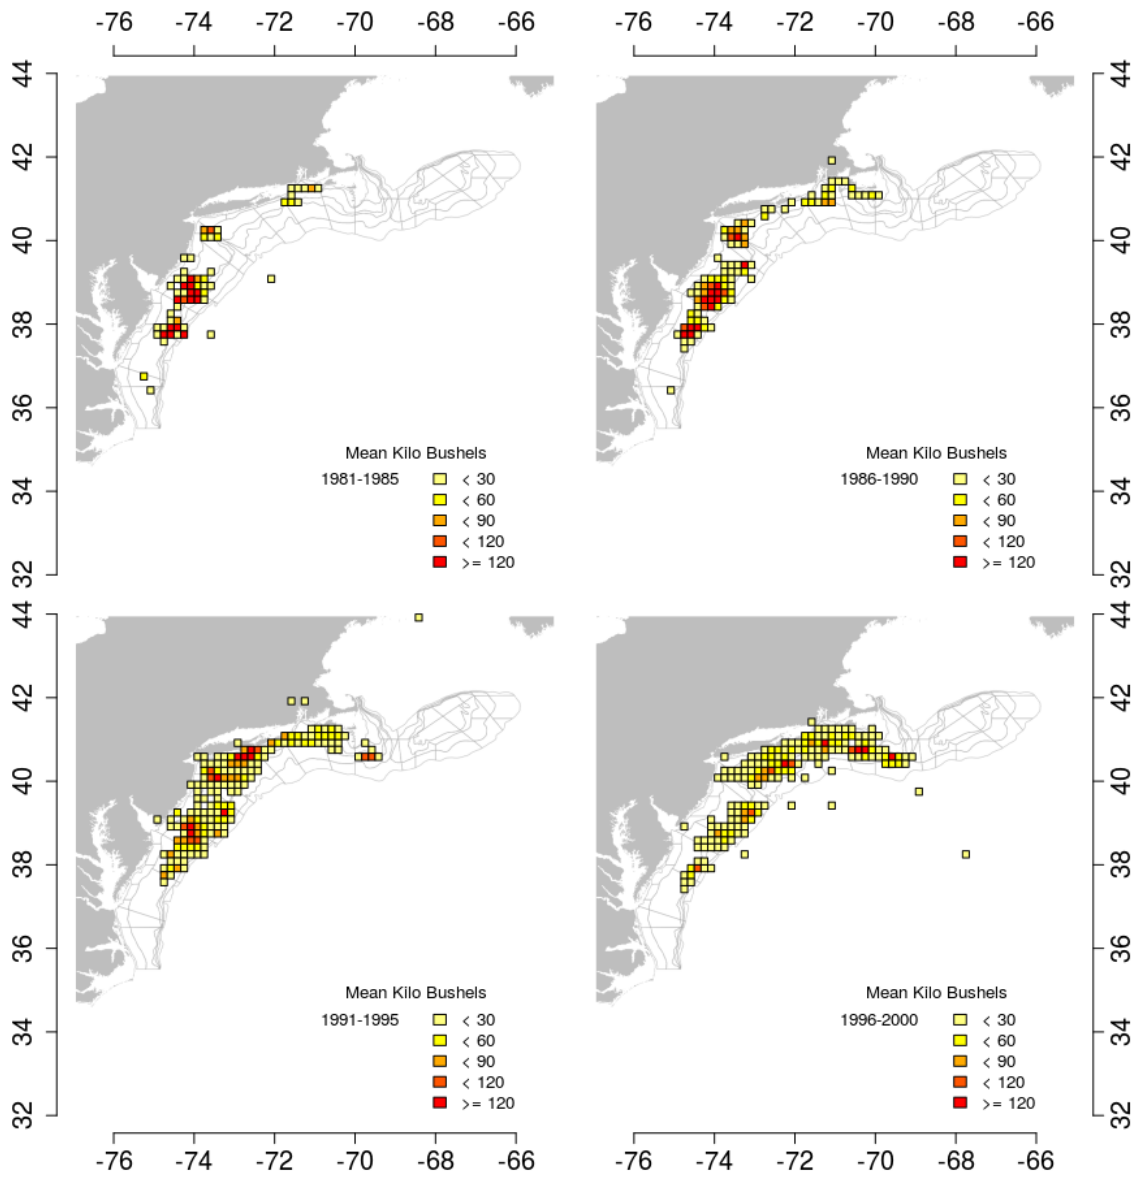 -76 -74 -72 -70 -68 -66 -76 -74 -72 -70 -68 -66
44 44
42 42
40 40
38 38
36 36
Mean Kilo Bushels Mean Kilo Bushels
1981-1985 < 30 1986-1990 < 30
34 < 60 < 60 34
< 90 < 90
< 120 < 120
>= 120 >= 120
32 32
44 44
42 42
40 40
38 38
36 36
Mean Kilo Bushels Mean Kilo Bushels
1991-1995 < 30 1996-2000 < 30
34 < 60 < 60 34
< 90 < 90
< 120 < 120
>= 120 >= 120
32 32
-76 -74 -72 -70 -68 -66 -76 -74 -72 -70 -68 -66